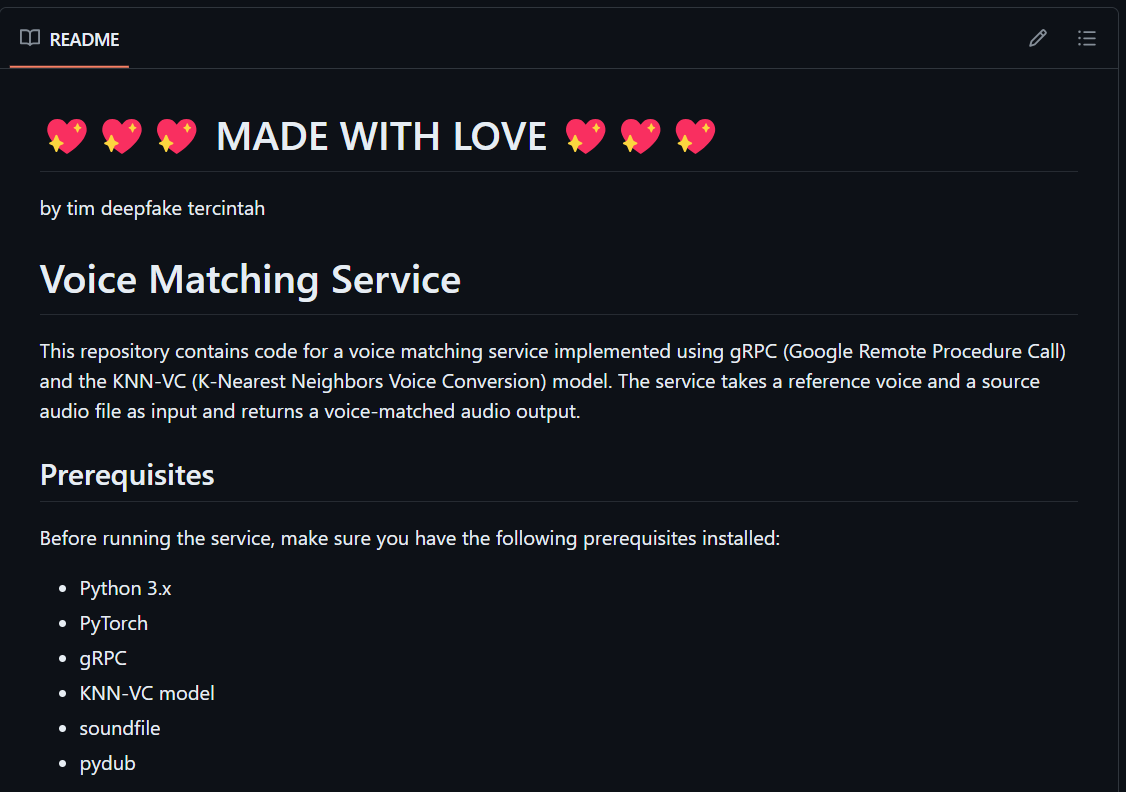 README
💖 💖 💖 MADE WITH LOVE 💖 💖 💖
by tim deepfake tercintah
Voice Matching Service
This repository contains code for a voice matching service implemented using gRPC (Google Remote Procedure Call)
and the KNN-VC (K-Nearest Neighbors Voice Conversion) model. The service takes a reference voice and a source
audio file as input and returns a voice-matched audio output.
Prerequisites
Before running the service, make sure you have the following prerequisites installed:
• Python 3.x
• PyTorch
• gRPC
• KNN-VC model
• soundfile
• pydub